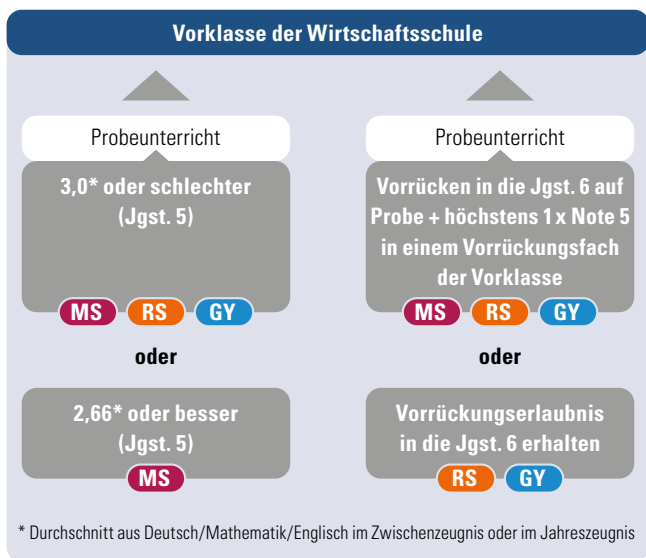 Vorklasse der Wirtschaftsschule
Probeunterricht
3,0* oder schlechter
(Jgst. 5)
MS RS GY
oder
2,66* oder besser
(Jgst. 5)
MS
Probeunterricht
Vorrücken in die Jgst. 6 auf
Probe + höchstens 1 x Note 5
in einem Vorrückungsfach
der Vorklasse
MS RS GY
oder
Vorrückungserlaubnis
in die Jgst. 6 erhalten
RS GY
* Durchschnitt aus Deutsch/Mathematik/Englisch im Zwischenzeugnis oder im Jahreszeugnis